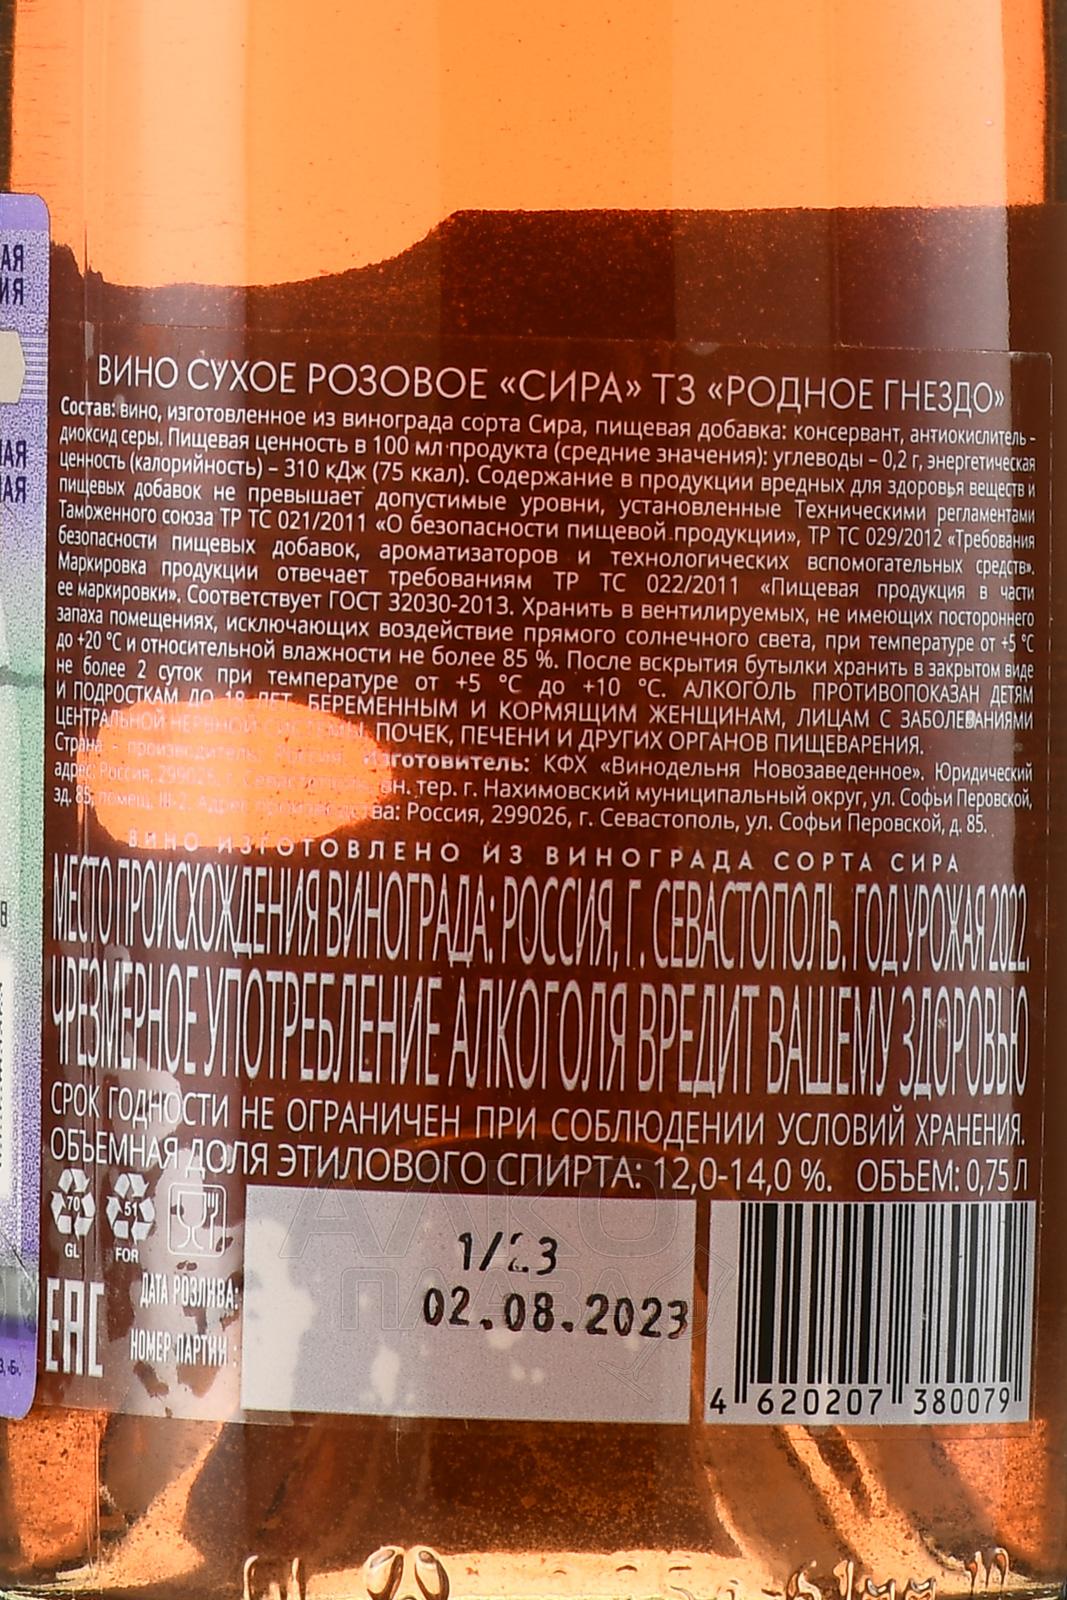 АЯ
ИЯ
АЯ
АЯ
ВИНО СУХОЕ РОЗОВОЕ «СИРА» ТЗ «РОДНОЕ ГНЕЗДО»
Состав: вино, изготовленное из винограда сорта Сира, пищевая добавка: консервант, антиокислитель -
диоксид серы. Пищевая ценность в 100 мл продукта (средние значения): углеводы – 0,2 г, энергетическая
ценность (калорийность) – 310 кДж (75 ккал). Содержание в продукции вредных для здоровья веществ и
пищевых добавок не превышает допустимые уровни, установленные Техническими регламентами
Таможенного союза ТР ТС 021/2011 «О безопасности пищевой продукции», ТР ТС 029/2012 «Требования
безопасности пищевых добавок, ароматизаторов и технологических вспомогательных средств».
Маркировка продукции отвечает требованиям ТР ТС 022/2011 «Пищевая продукция в части
ее маркировки». Соответствует ГОСТ 32030-2013. Хранить в вентилируемых, не имеющих постороннего
запаха помещениях, исключающих воздействие прямого солнечного света, при температуре от +5 °С
до +20 °С и относительной влажности не более 85 %. После вскрытия бутылки хранить в закрытом виде
не более 2 суток при температуре от +5 °С до +10 °С. АЛКОГОЛЬ ПРОТИВОПОКАЗАН ДЕТЯМ
И ПОДРОСТКАМ ДО 18 ЛЕТ, БЕРЕМЕННЫМ И КОРМЯЩИМ ЖЕНЩИНАМ, ЛИЦАМ С ЗАБОЛЕВАНИЯМИ
ЦЕНТРАЛЬНОЙ НЕРВНОЙ СИСТЕМЫ, ПОЧЕК, ПЕЧЕНИ И ДРУГИХ ОРГАНОВ ПИЩЕВАРЕНИЯ.
Страна - производитель: Россия. Изготовитель: КФХ «Винодельня Новозаведенное». Юридический
адрес: Россия, 299026, г. Севастополь, вн. тер. г. Нахимовский муниципальный округ, ул. Софьи Перовской,
зд. 85, помещ. III-2. Адрес производства: Россия, 299026, г. Севастополь, ул. Софьи Перовской, д. 85.
ВИНО ИЗГОТОВЛЕНО ИЗ ВИНОГРАДА СОРТА СИРА
МЕСТО ПРОИСХОЖДЕНИЯ ВИНОГРАДА: РОССИЯ, Г. СЕВАСТОПОЛЬ. ГОД УРОЖАЯ 2022.
ЧРЕЗМЕРНОЕ УПОТРЕБЛЕНИЕ АЛКОГОЛЯ ВРЕДИТ ВАШЕМУ ЗДОРОВЬЮ
СРОК ГОДНОСТИ НЕ ОГРАНИЧЕН ПРИ СОБЛЮДЕНИИ УСЛОВИЙ ХРАНЕНИЯ.
ОБЪЕМНАЯ ДОЛЯ ЭТИЛОВОГО СПИРТА: 12,0-14,0 %. ОБЪЕМ: 0,75 Л
70 51
GL FOR
EAC
ДАТА РОЗЛИВА:
НОМЕР ПАРТИИ:
1/23
02.08.2023
4 620207 380079
АЛКО
ПЛАЗА